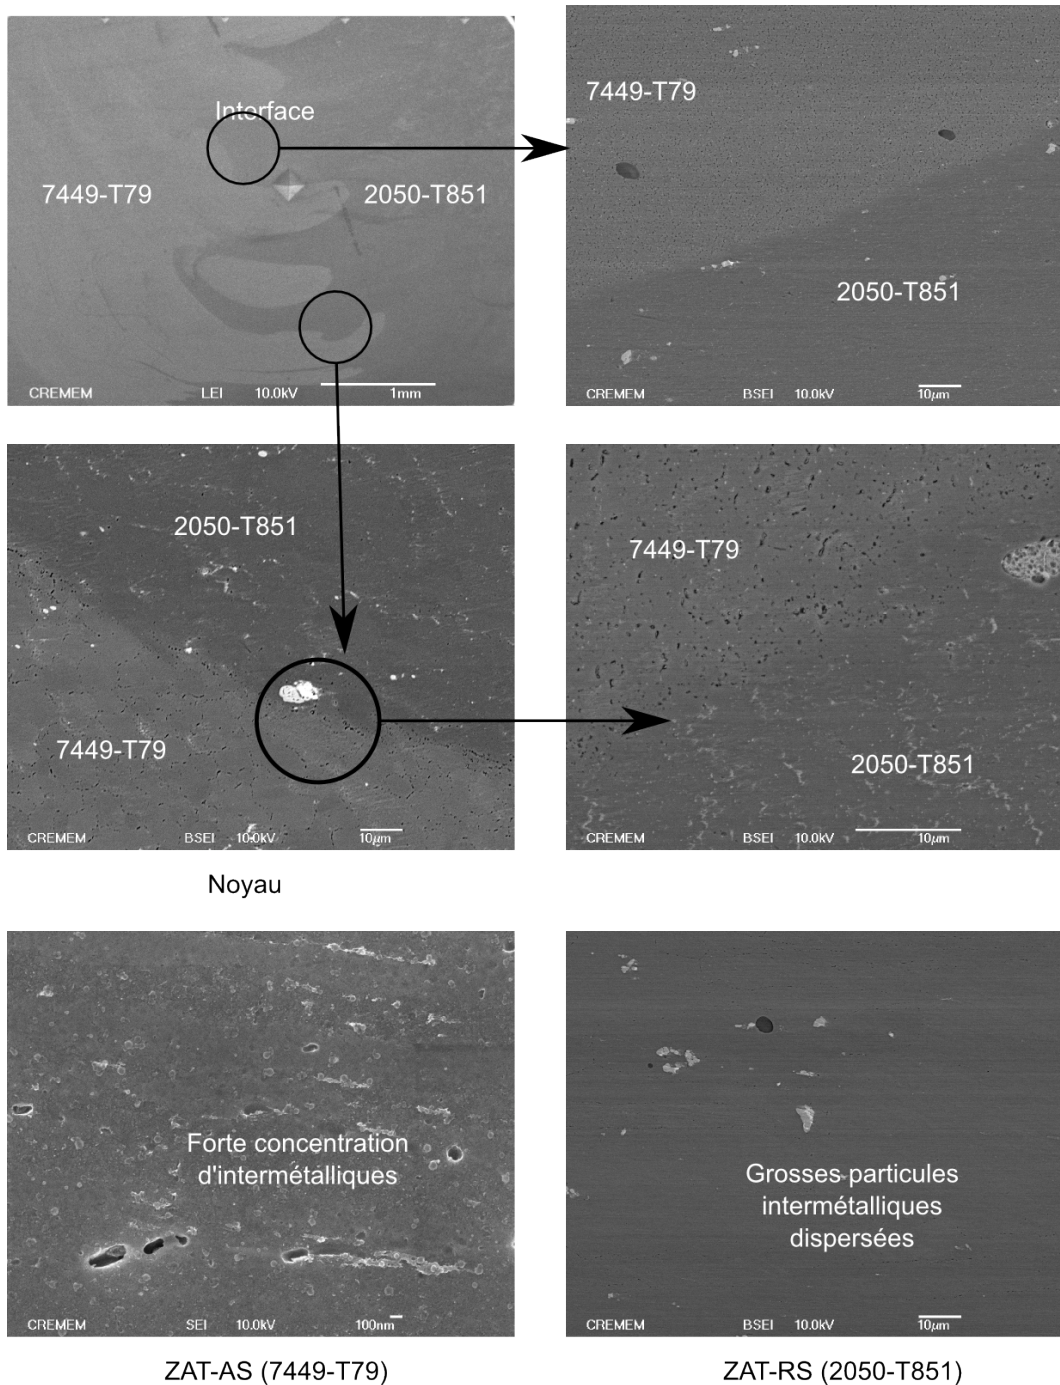 Interface
7449-T79
2050-T851
CREMEM LEI 10.0kV 1mm
7449-T79
2050-T851
CREMEM BSEI 10.0kV 10µm
2050-T851
7449-T79
CREMEM BSEI 10.0kV 10µm
7449-T79
2050-T851
CREMEM BSEI 10.0kV 10µm
Noyau
Forte concentration
d'intermétalliques
CREMEM SEI 10.0kV 100nm
Grosses particules
intermétalliques
dispersées
CREMEM BSEI 10.0kV 10µm
ZAT-AS (7449-T79)
ZAT-RS (2050-T851)